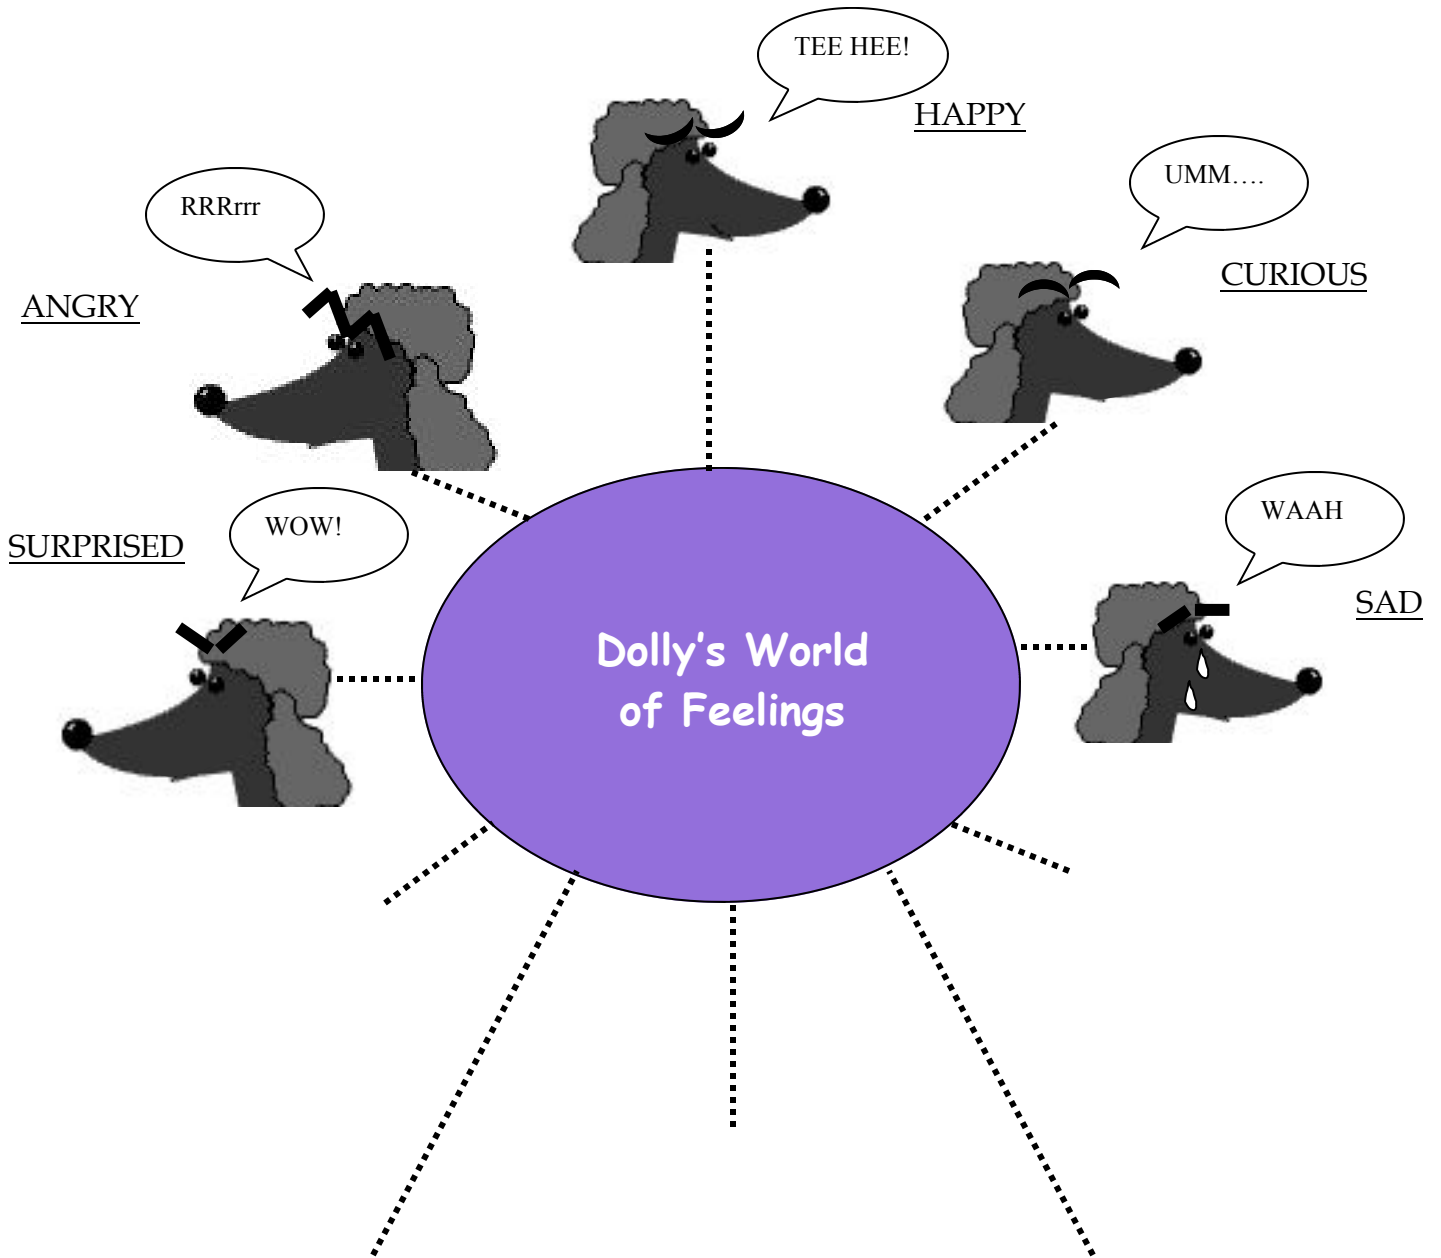 TEE HEE!
HAPPY
UMM....
CURIOUS
RRRrrr
ANGRY
WOW!
SURPRISED
WAAH
SAD
Dolly’s World
of Feelings